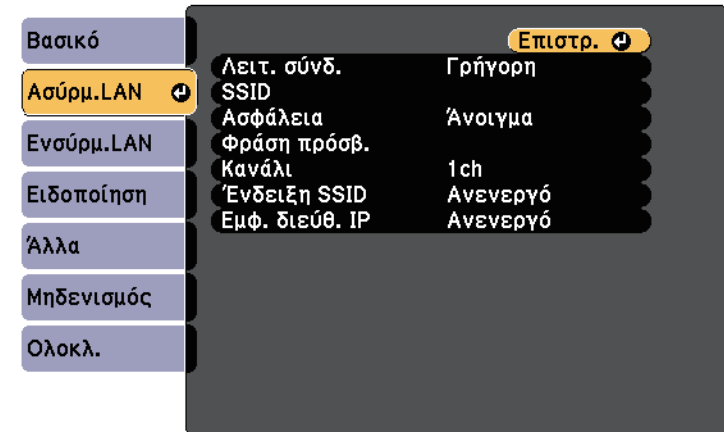 Βασικό
Ασύρμ.LAN
Ενσύρμ.LAN
Ειδοποίηση
Άλλα
Μηδενισμός
Ολοκλ.
Επιστρ.
Λειτ. σύνδ. Γρήγορη
SSID
Ασφάλεια Άνοιγμα
Φράση πρόσβ.
Κανάλι 1ch
Ένδειξη SSID Ανενεργό
Εμφ. διεύθ. IP Ανενεργό